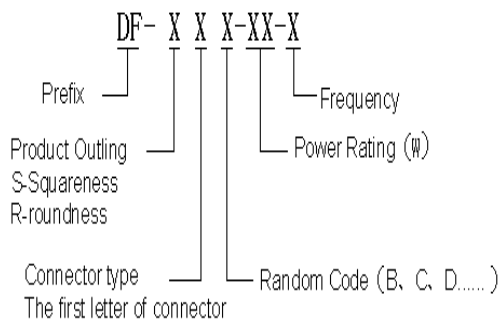 DF- X X X-XX-X
Prefix
Frequency
Product Outling
S-Squareness
R-roundness
Power Rating (W)
Connector type
The first letter of connector
Random Code (B、C、D......)